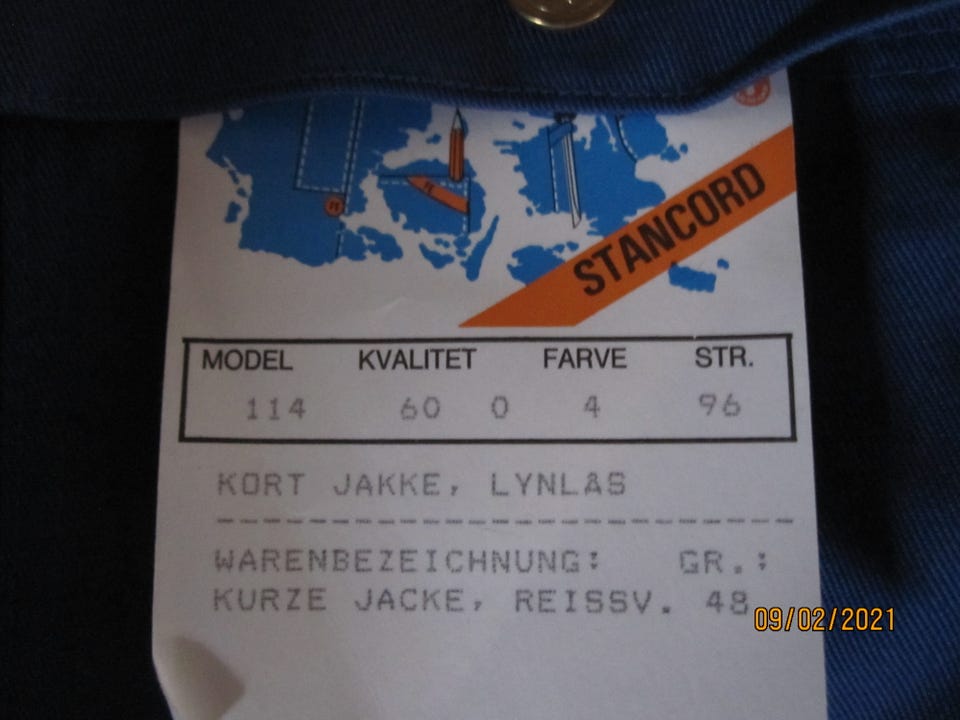 STANCORD
MODEL KVALITET FARVE STR.
114 60 0 4 96
KORT JAKKE, LYNLÅS
WARENBEZEICHNUNG: GR.:
KURZE JACKE, REISSV. 48
09/02/2021